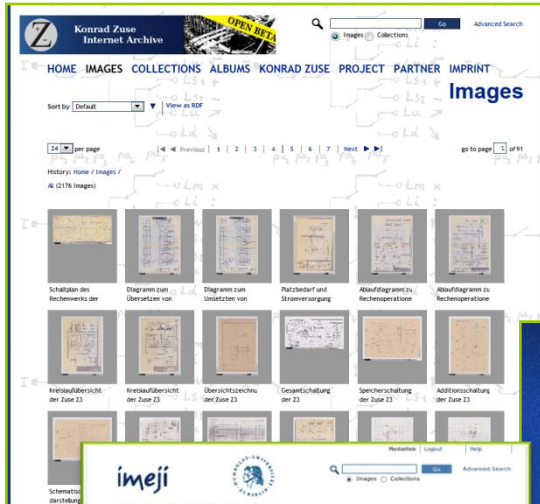 Konrad Zuse
Internet Archive
OPEN BETA
Go
Advanced Search
Images
Collections
HOME IMAGES COLLECTIONS ALBUMS KONRAD ZUSE PROJECT PARTNER IMPRINT
Images
Sort by Default
View as RDF
24 per page
Previous 1 | 2 | 3 | 4 | 5 | 6 | 7 | Next
go to page 1 of 91
History: Home / Images /
All (2176 Images)
Schaltplan des
Rechenwerks der
Diagramm zum
Übersetzen von
Diagramm zum
Umsetzten von
Platzbedarf und
Stromversorgung
Ablaufdiagramm zu
Rechenoperatione
Ablaufdiagramm zu
Rechenoperatione
Kreislaufübersicht
der Zuse Z3
Kreislaufübersicht
der Zuse Z3
Übersichtszeichnu
der Zuse Z3
Gesamtschaltung
der Z3
Speicherschaltung
der Zuse Z3
Additionsschaltung
der Zuse Z3
Schematisc
darstellung
imeji
Mediathek
Logout
Help
Go
Advanced Search
Images
Collections